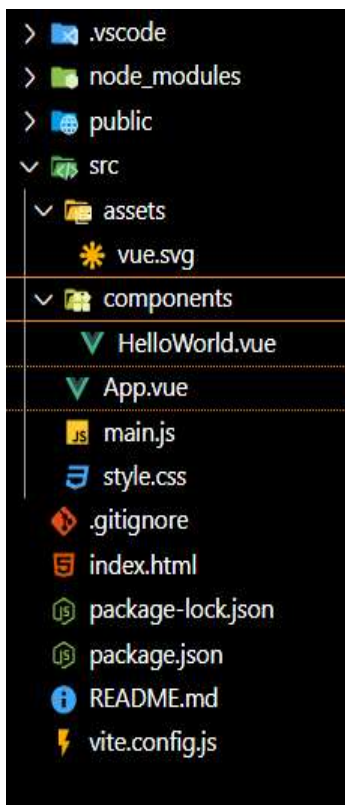 .vscode
node_modules
public
src
assets
vue.svg
components
HelloWorld.vue
App.vue
main.js
style.css
.gitignore
index.html
package-lock.json
package.json
README.md
vite.config.js